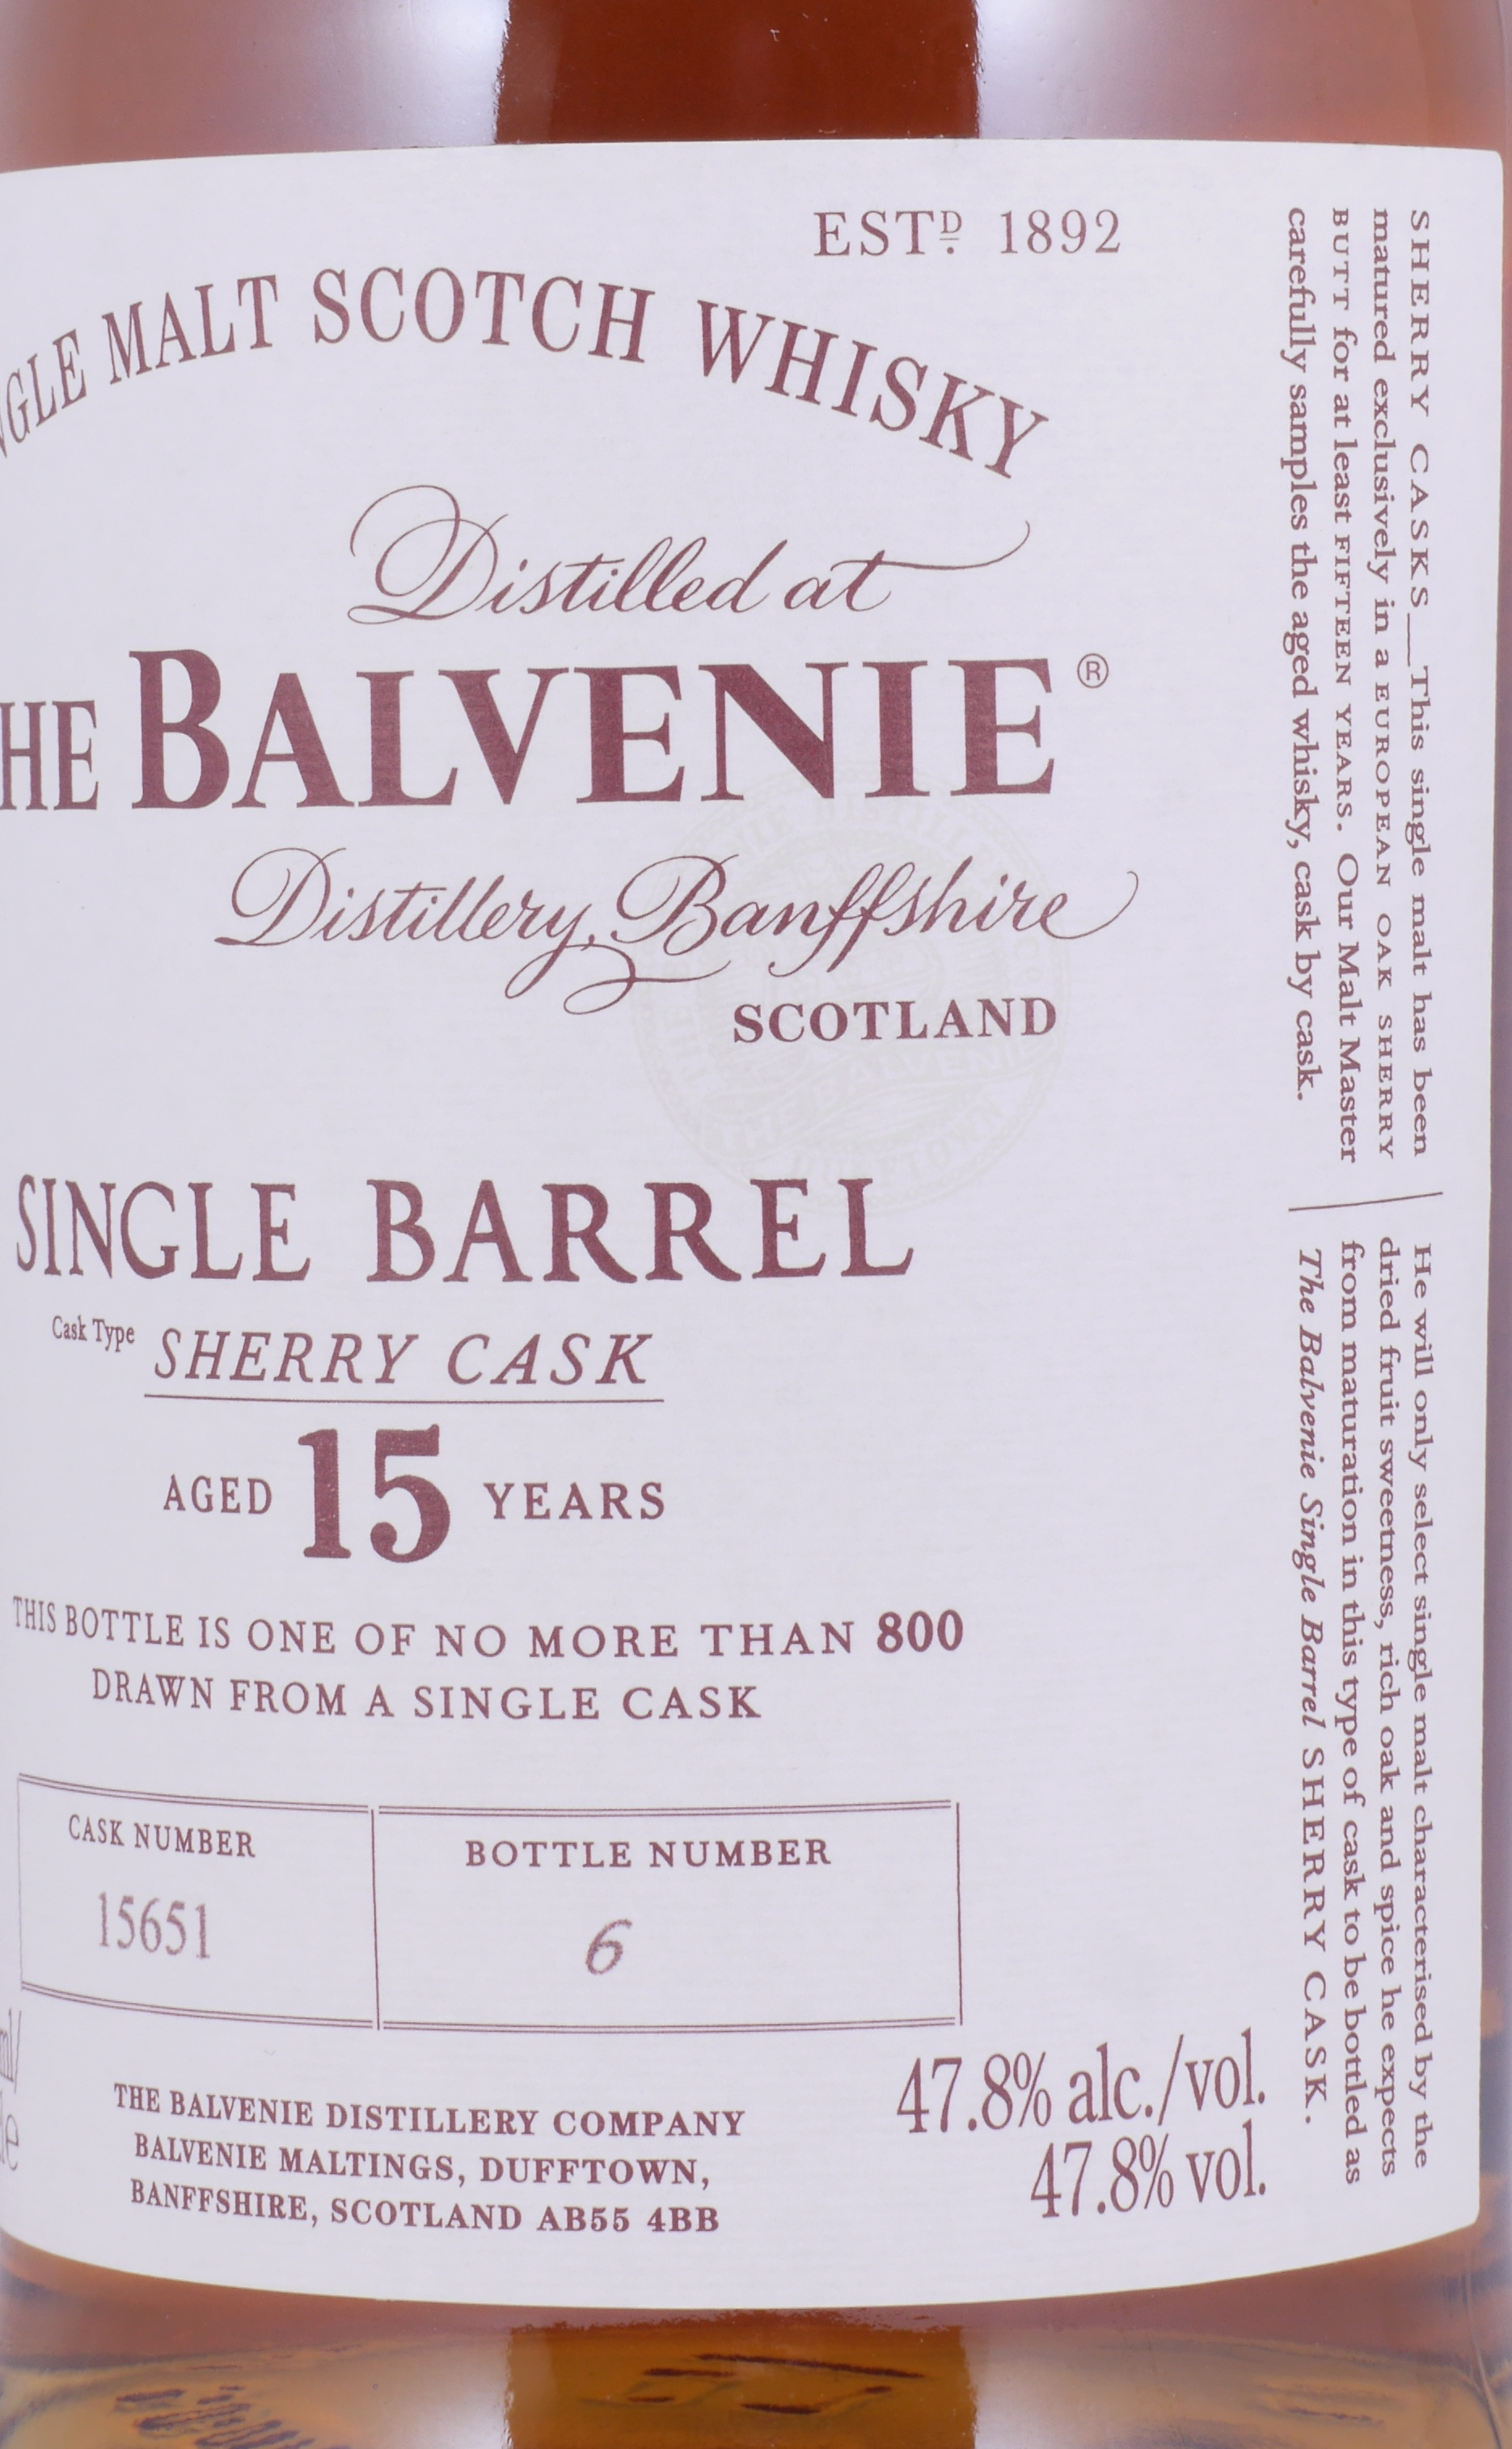 ESTD. 1892
MALT SCOTCH WHISKY
Distilled at
BALVENIE®
Distillery, Banffshire
SCOTLAND
SINGLE BARREL
Cask Type SHERRY CASK
AGED 15 YEARS
THIS BOTTLE IS ONE OF NO MORE THAN 800
DRAWN FROM A SINGLE CASK
CASK NUMBER
15651
BOTTLE NUMBER
6
THE BALVENIE DISTILLERY COMPANY
BALVENIE MALTINGS, DUFFTOWN,
BANFFSHIRE, SCOTLAND AB55 4BB
47.8% alc./vol.
47.8% vol.
SHERRY CASKS__This single malt has been
matured exclusively in a EUROPEAN OAK SHERRY
BUTT for at least FIFTEEN YEARS. Our Malt Master
carefully samples the aged whisky, cask by cask.
He will only select single malt characterised by the
dried fruit sweetness, rich oak and spice he expects
from maturation in this type of cask to be bottled as
The Balvenie Single Barrel SHERRY CASK.